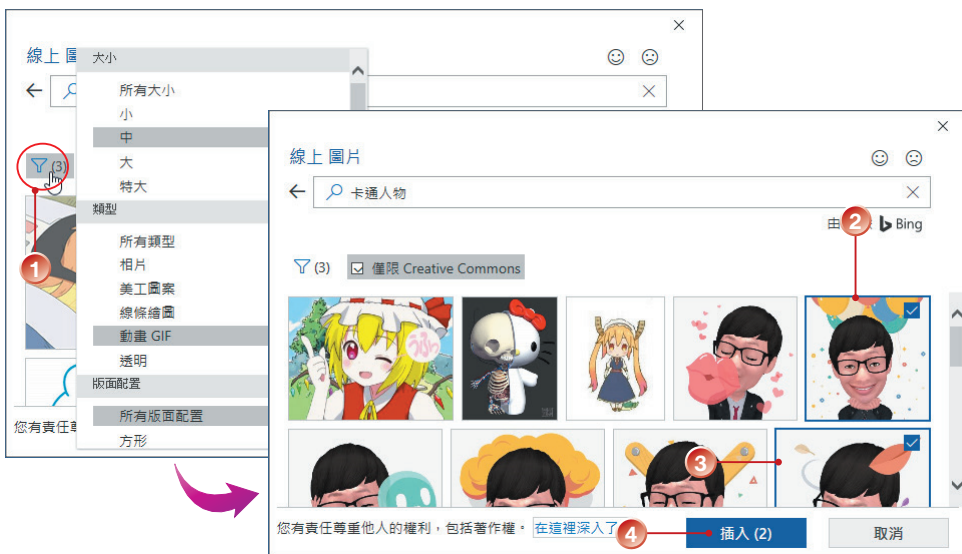 線上 圖
大小
所有大小
小
中
大
特大
類型
所有類型
相片
美工圖案
線條繪圖
動畫 GIF
透明
版面配置
所有版面配置
方形
(3)
1
您有責任
線上 圖片
卡通人物
由
Bing
2
(3) 僅限 Creative Commons
3
您有責任尊重他人的權利，包括著作權。 在這裡深入了
4
插入 (2)
取消